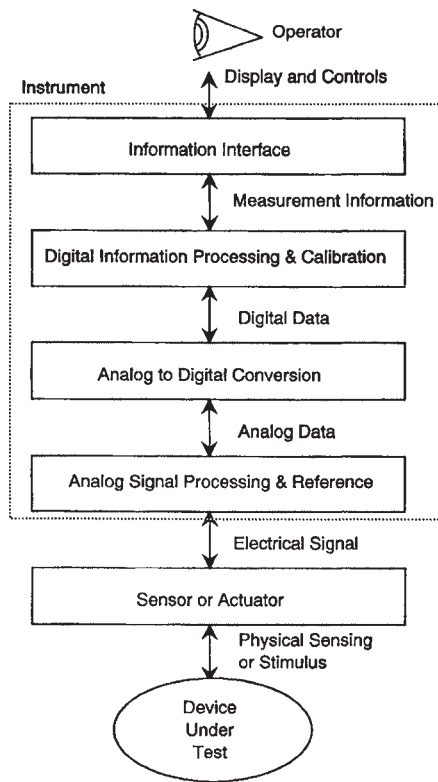 Operator
Display and Controls
Instrument
Information Interface
Measurement Information
Digital Information Processing & Calibration
Digital Data
Analog to Digital Conversion
Analog Data
Analog Signal Processing & Reference
Electrical Signal
Sensor or Actuator
Physical Sensing
or Stimulus
Device
Under
Test